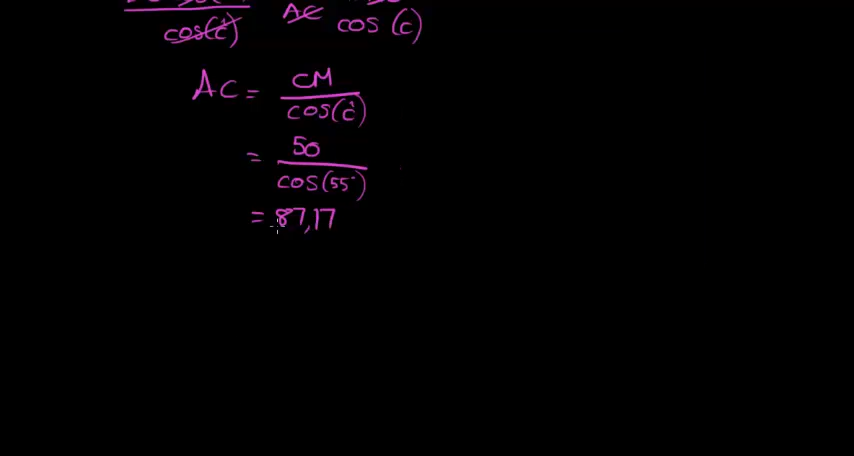 cos(ĉ) AC cos (c)
AC = CM
cos(ĉ)
= 50
cos(55°)
= 87,17